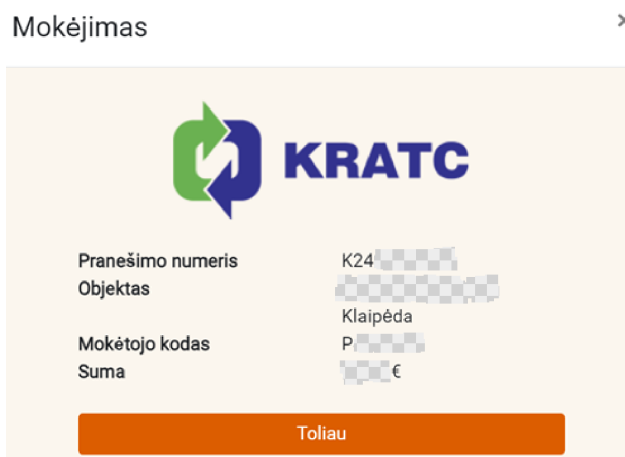 Mokėjimas
KRATC
Pranešimo numeris K24
Objektas
Klaipėda
Mokėtojo kodas P
Suma €
Toliau